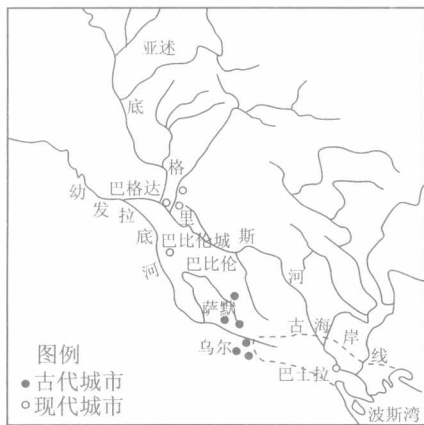 亚述
底格里斯河
幼发拉底河
巴格达
巴比伦城
巴比伦
萨默
乌尔
古海岸线
巴士拉
波斯湾
图例
古代城市
现代城市